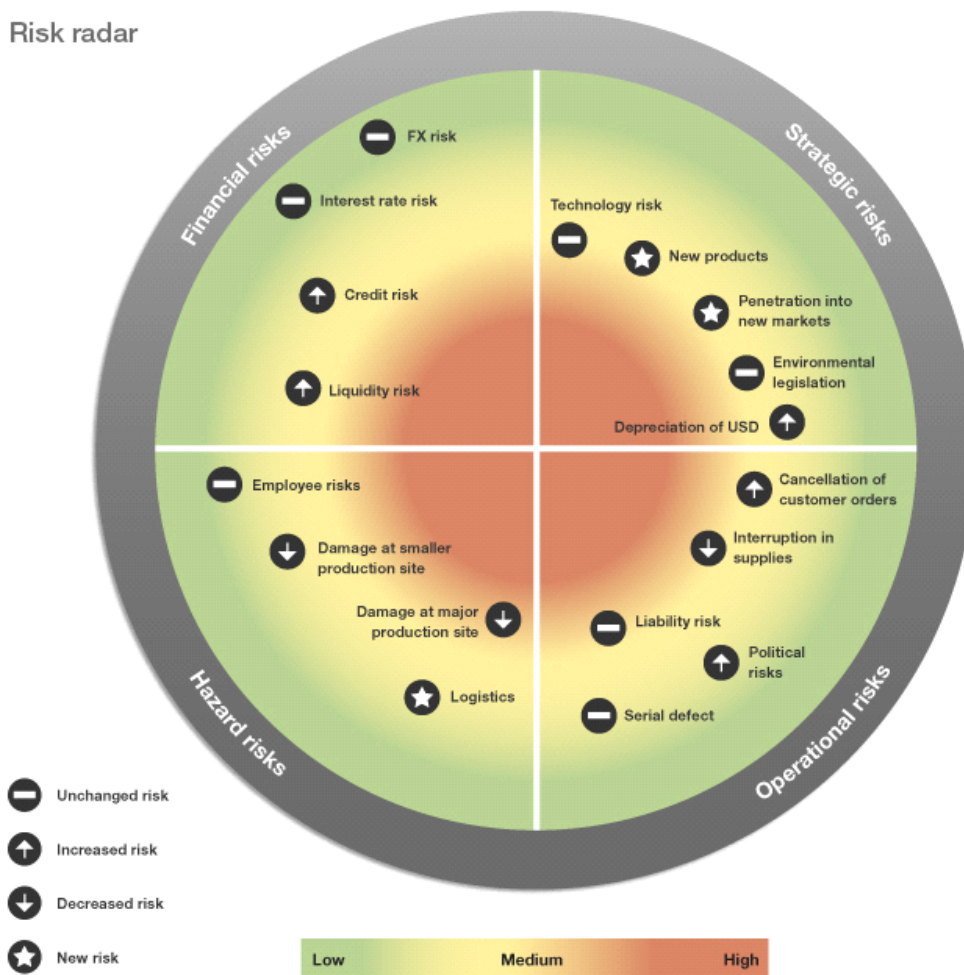 Risk radar
Financial risks
Strategic risks
FX risk
Interest rate risk
Credit risk
Liquidity risk
Technology risk
New products
Penetration into
new markets
Environmental
legislation
Depreciation of USD
Employee risks
Damage at smaller
production site
Damage at major
production site
Logistics
Cancellation of
customer orders
Interruption in
supplies
Liability risk
Political
risks
Serial defect
Hazard risks
Operational risks
Unchanged risk
Increased risk
Decreased risk
New risk
Low Medium High